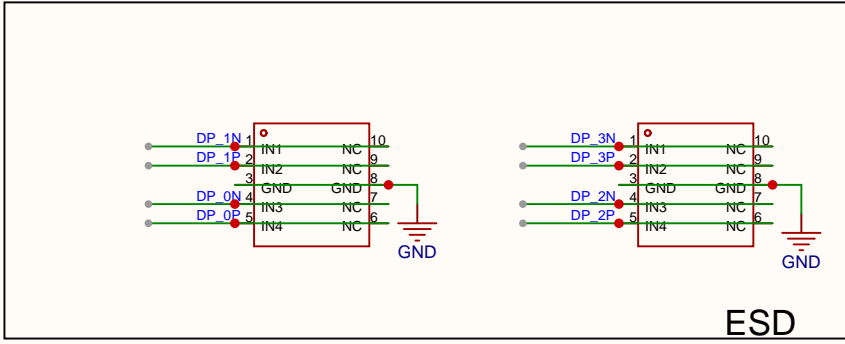 DP_1N 1 IN1 NC 10
DP_1P 2 IN2 NC 9
3 GND GND 8
DP_0N 4 IN3 NC 7
DP_0P 5 IN4 NC 6
GND
DP_3N 1 IN1 NC 10
DP_3P 2 IN2 NC 9
3 GND GND 8
DP_2N 4 IN3 NC 7
DP_2P 5 IN4 NC 6
GND
ESD